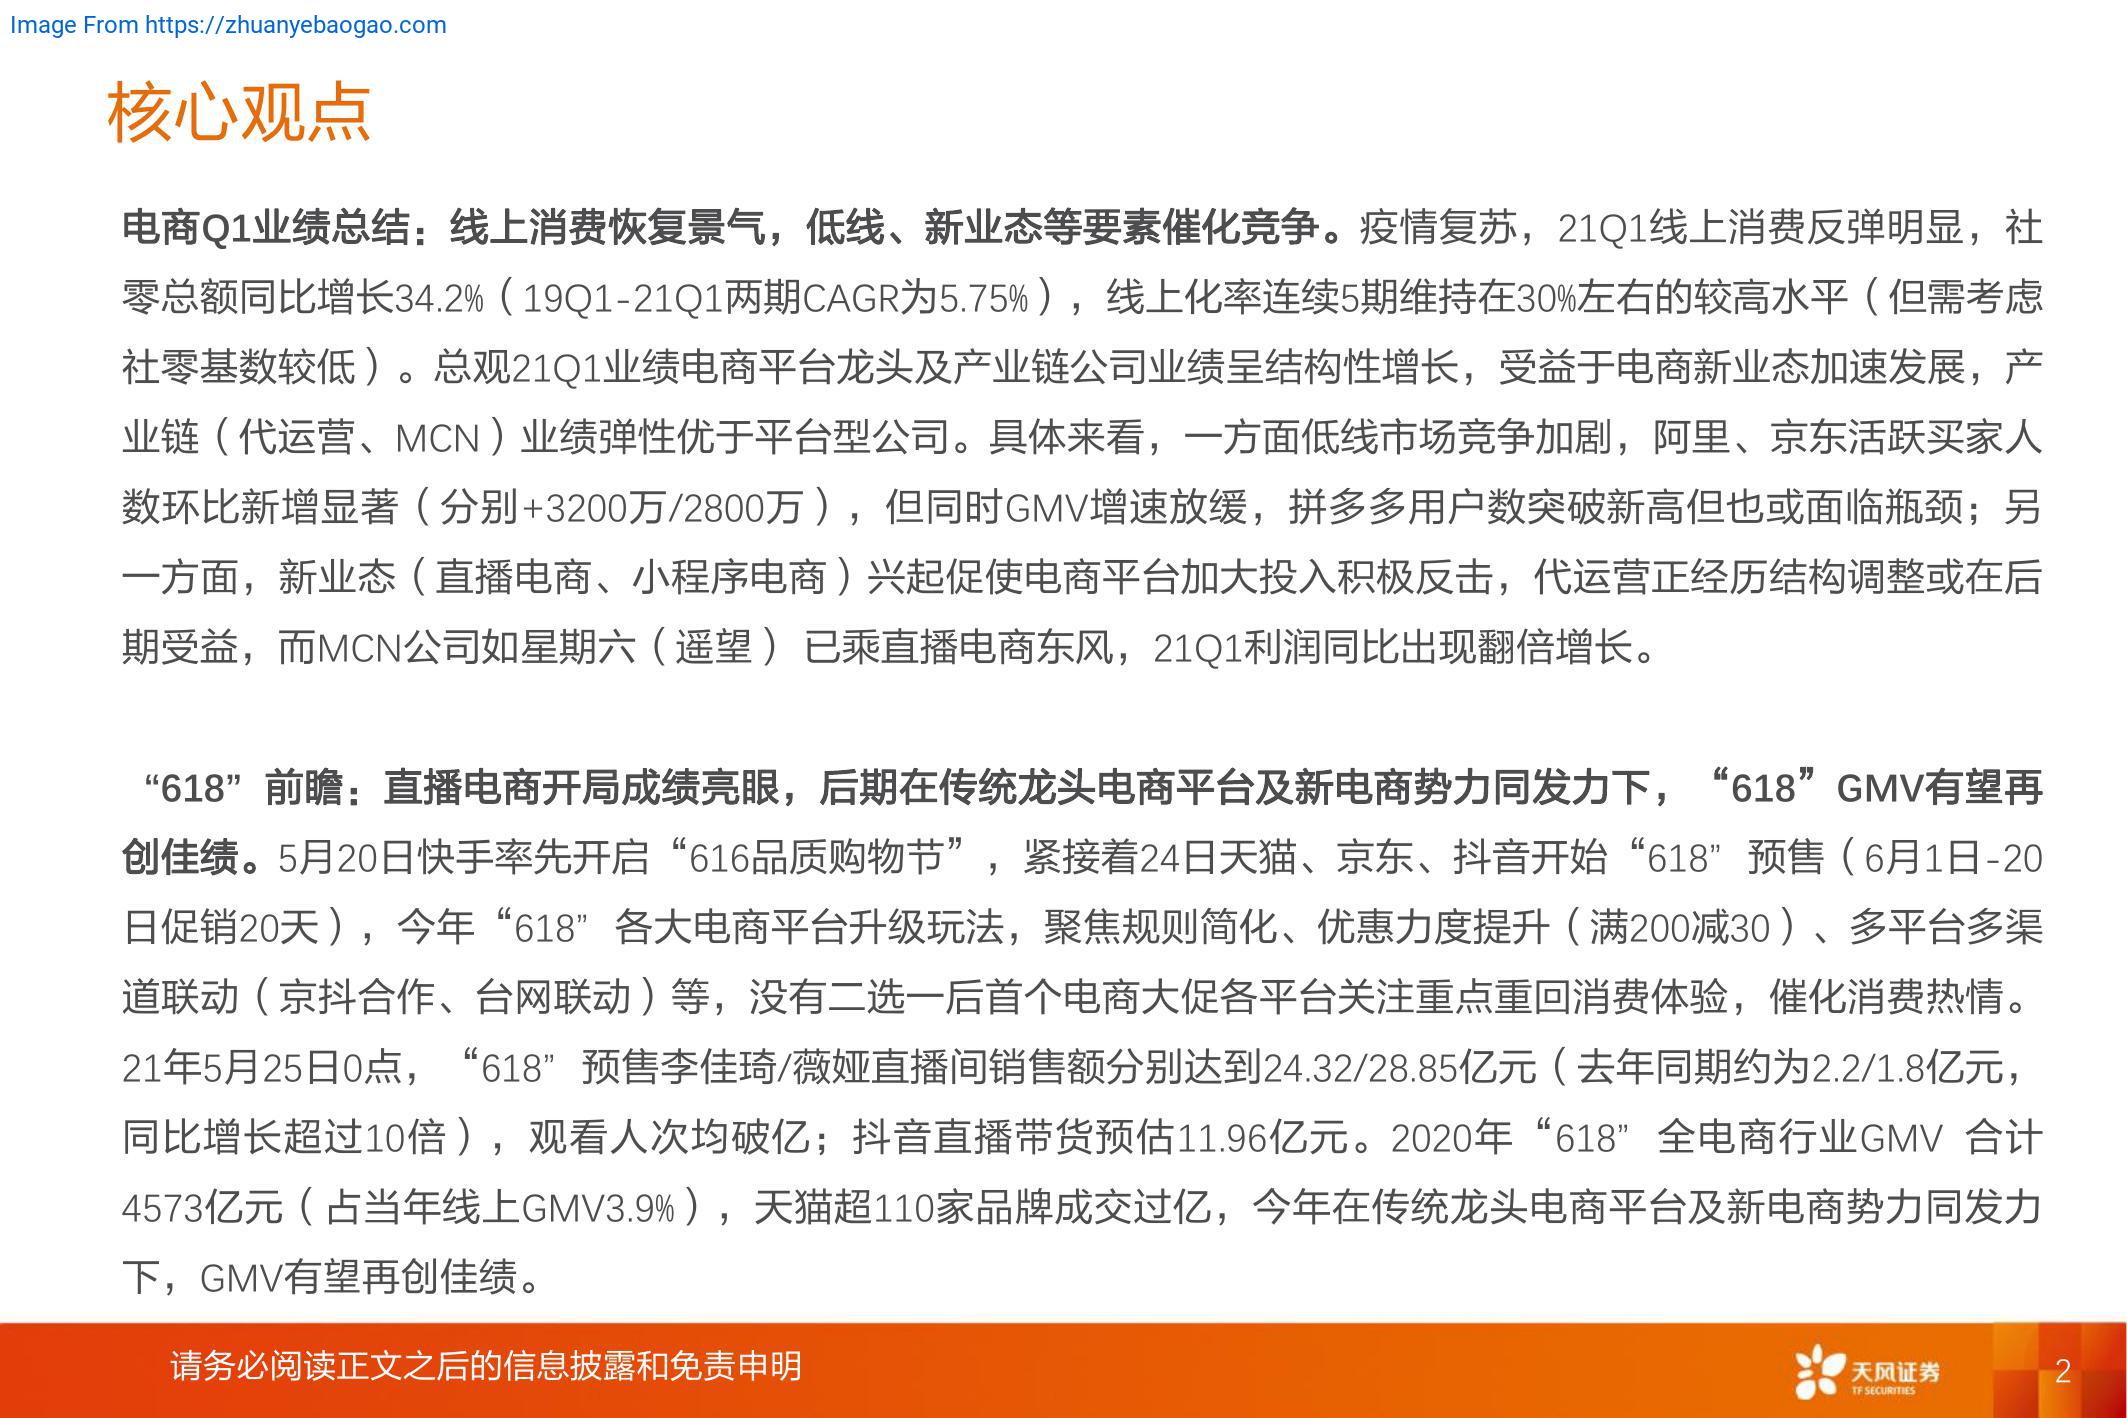 Image From https://zhuanyebaogao.com
核心观点
电商Q1业绩总结：线上消费恢复景气，低线、新业态等要素催化竞争。疫情复苏，21Q1线上消费反弹明显，社
零总额同比增长34.2%（19Q1-21Q1两期CAGR为5.75%），线上化率连续5期维持在30%左右的较高水平（但需考虑
社零基数较低）。总观21Q1业绩电商平台龙头及产业链公司业绩呈结构性增长，受益于电商新业态加速发展，产
业链（代运营、MCN）业绩弹性优于平台型公司。具体来看，一方面低线市场竞争加剧，阿里、京东活跃买家人
数环比新增显著（分别+3200万/2800万），但同时GMV增速放缓，拼多多用户数突破新高但也或面临瓶颈；另
一方面，新业态（直播电商、小程序电商）兴起促使电商平台加大投入积极反击，代运营正经历结构调整或在后
期受益，而MCN公司如星期六（遥望） 已乘直播电商东风，21Q1利润同比出现翻倍增长。
“618” 前瞻：直播电商开局成绩亮眼，后期在传统龙头电商平台及新电商势力同发力下，“618”GMV有望再
创佳绩。5月20日快手率先开启“616品质购物节”，紧接着24日天猫、京东、抖音开始“618” 预售（6月1日-20
日促销20天），今年“618” 各大电商平台升级玩法，聚焦规则简化、优惠力度提升（满200减30）、多平台多渠
道联动（京抖合作、台网联动）等，没有二选一后首个电商大促各平台关注重点重回消费体验，催化消费热情。
21年5月25日0点，“618” 预售李佳琦/薇娅直播间销售额分别达到24.32/28.85亿元（去年同期约为2.2/1.8亿元，
同比增长超过10倍），观看人次均破亿；抖音直播带货预估11.96亿元。2020年“618” 全电商行业GMV 合计
4573亿元（占当年线上GMV3.9%），天猫超110家品牌成交过亿，今年在传统龙头电商平台及新电商势力同发力
下，GMV有望再创佳绩。
请务必阅读正文之后的信息披露和免责申明
天风证券
TF SECURITIES
2